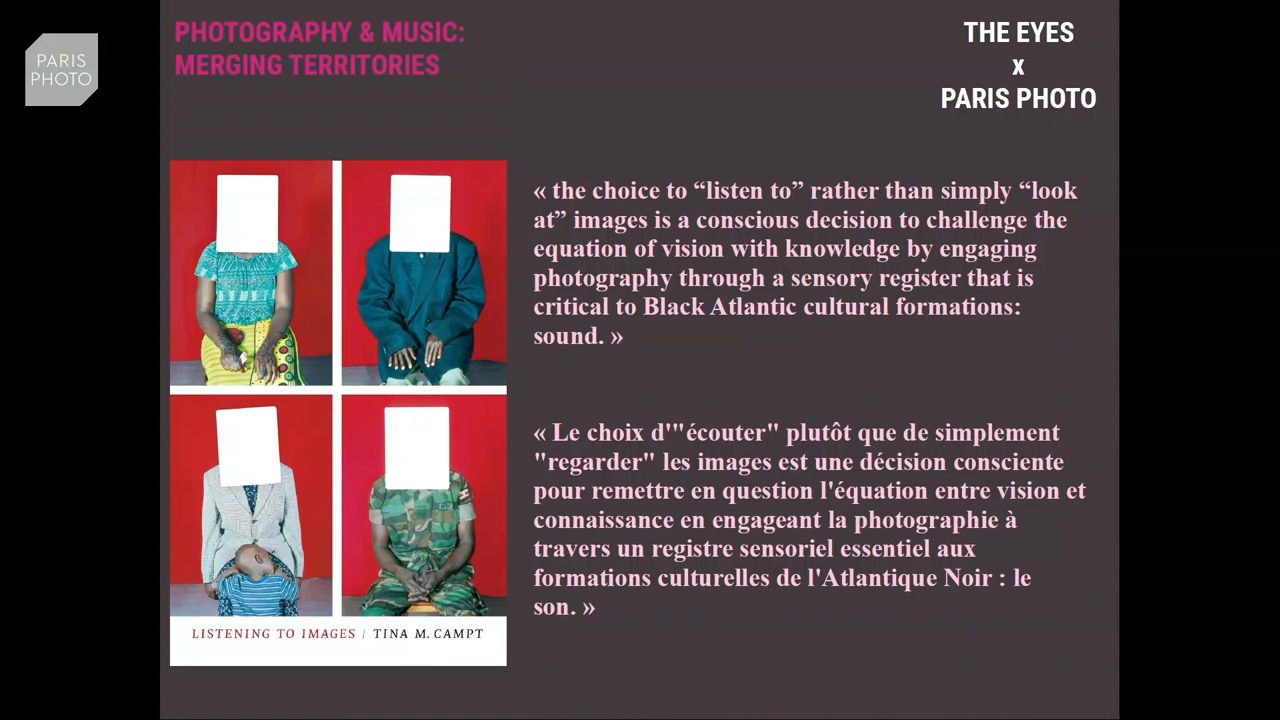 PARIS
PHOTO
PHOTOGRAPHY & MUSIC:
MERGING TERRITORIES
THE EYES
x
PARIS PHOTO
« the choice to “listen to” rather than simply “look
at” images is a conscious decision to challenge the
equation of vision with knowledge by engaging
photography through a sensory register that is
critical to Black Atlantic cultural formations:
sound. »
« Le choix d'"écouter" plutôt que de simplement
"regarder" les images est une décision consciente
pour remettre en question l'équation entre vision et
connaissance en engageant la photographie à
travers un registre sensoriel essentiel aux
formations culturelles de l'Atlantique Noir : le
son. »
LISTENING TO IMAGES / TINA M. CAMPT